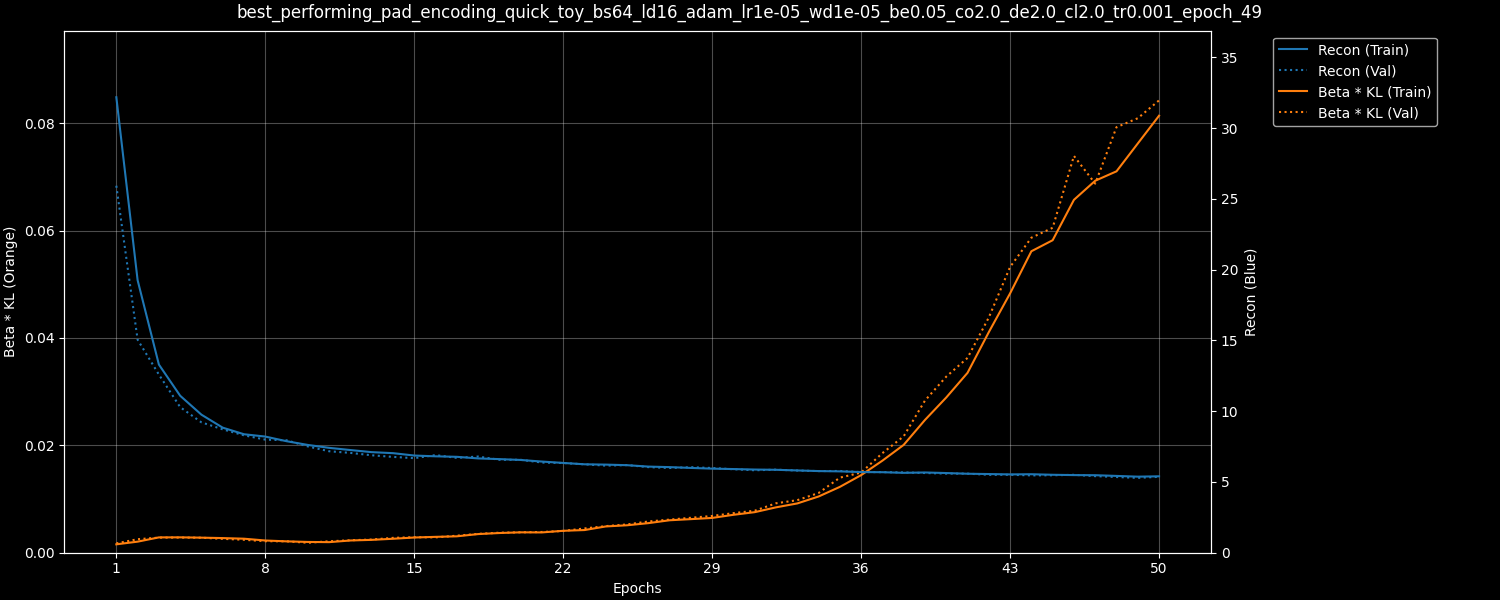 best_performing_pad_encoding_quick_toy_bs64_ld16_adam_lr1e-05_wd1e-05_be0.05_co2.0_de2.0_cl2.0_tr0.001_epoch_49
Beta * KL (Orange)
0.08
0.06
0.04
0.02
0.00
1 8 15 22 29 36 43 50
Epochs
35
30
25
20
15
10
5
0
Recon (Blue)
Recon (Train)
Recon (Val)
Beta * KL (Train)
Beta * KL (Val)